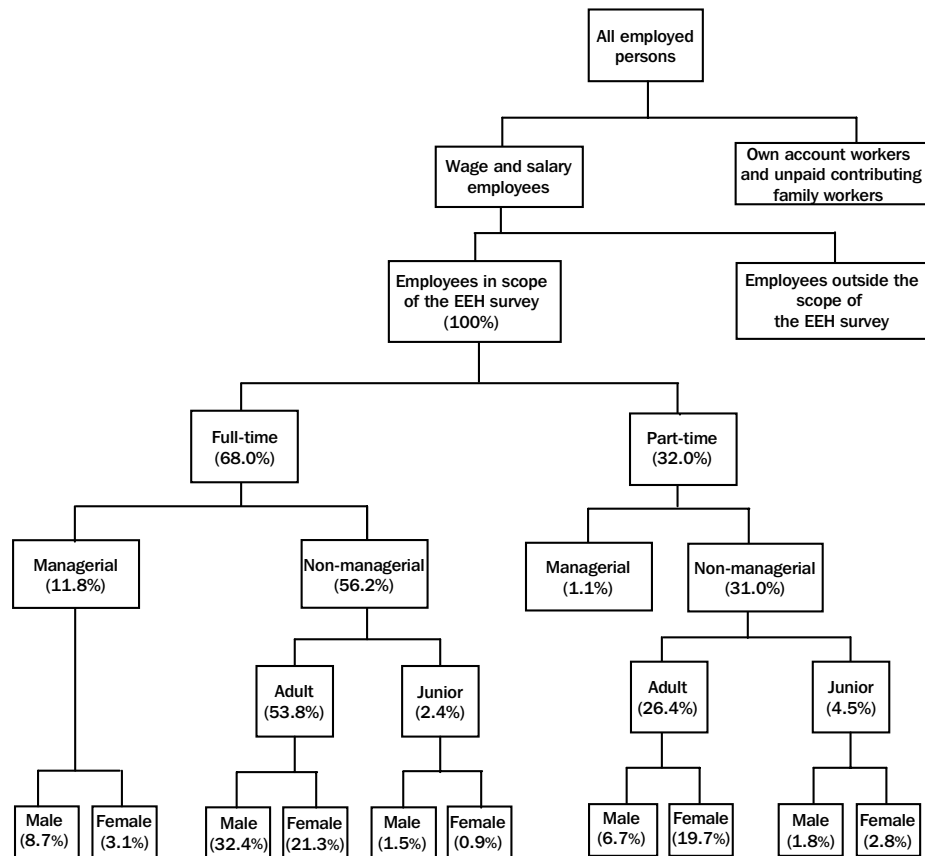 All employed
persons
Wage and salary
employees
Own account workers
and unpaid contributing
family workers
Employees in scope
of the EEH survey
(100%)
Employees outside the
scope of
the EEH survey
Full-time
(68.0%)
Part-time
(32.0%)
Managerial
(11.8%)
Non-managerial
(56.2%)
Managerial
(1.1%)
Non-managerial
(31.0%)
Adult
(53.8%)
Junior
(2.4%)
Adult
(26.4%)
Junior
(4.5%)
Male
(8.7%)
Female
(3.1%)
Male
(32.4%)
Female
(21.3%)
Male
(1.5%)
Female
(0.9%)
Male
(6.7%)
Female
(19.7%)
Male
(1.8%)
Female
(2.8%)